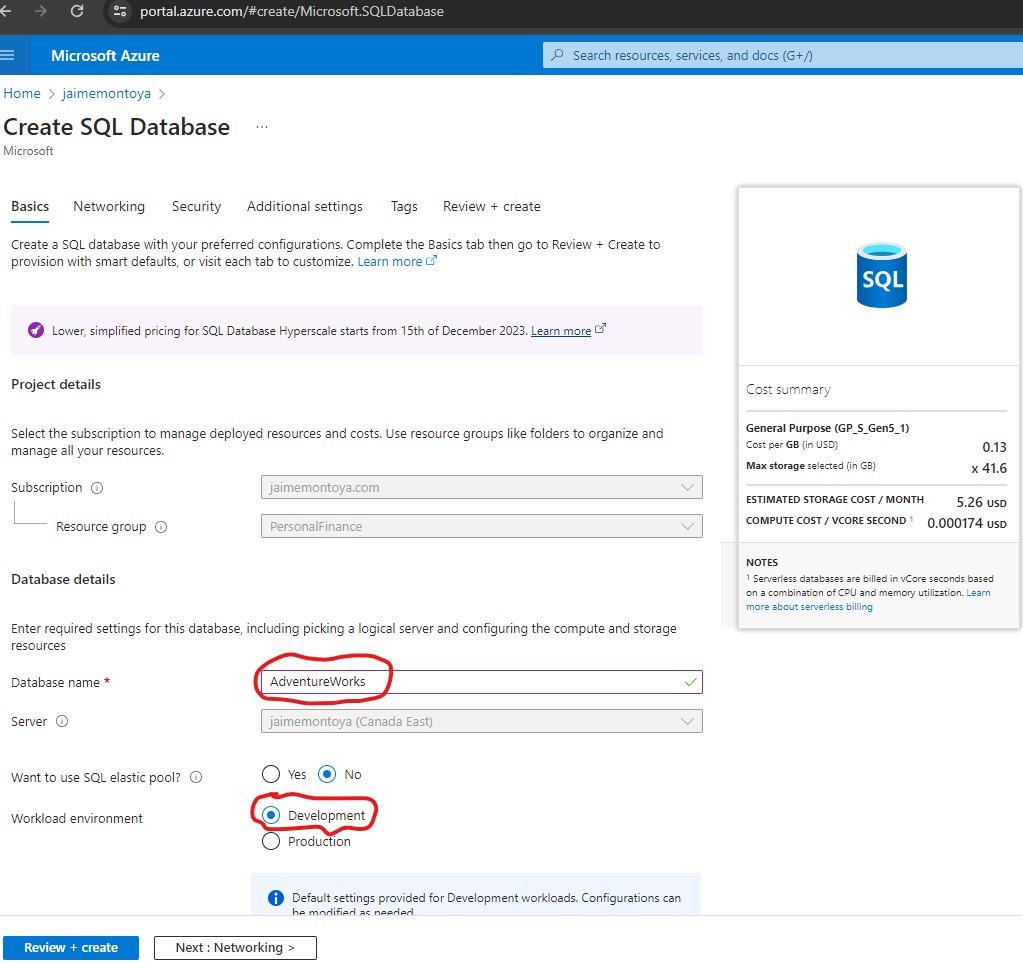 portal.azure.com/#create/Microsoft.SQLDatabase
Microsoft Azure
Search resources, services, and docs (G+/)
Home > jaimemontoya >
Create SQL Database ...
Microsoft
Basics Networking Security Additional settings Tags Review + create
Create a SQL database with your preferred configurations. Complete the Basics tab then go to Review + Create to
provision with smart defaults, or visit each tab to customize. Learn more
Lower, simplified pricing for SQL Database Hyperscale starts from 15th of December 2023. Learn more
Project details
Select the subscription to manage deployed resources and costs. Use resource groups like folders to organize and
manage all your resources.
Subscription
jaimemontoya.com
Resource group
PersonalFinance
Database details
Enter required settings for this database, including picking a logical server and configuring the compute and storage
resources
Database name *
AdventureWorks
Server
jaimemontoya (Canada East)
Want to use SQL elastic pool?
Yes No
Workload environment
Development
Production
Default settings provided for Development workloads. Configurations can
be modified as needed.
Review + create
Next : Networking >
SQL
Cost summary
General Purpose (GP_S_Gen5_1)
Cost per GB (in USD) 0.13
Max storage selected (in GB) x 41.6
ESTIMATED STORAGE COST / MONTH 5.26 USD
COMPUTE COST / VCORE SECOND 1 0.000174 USD
NOTES
1 Serverless databases are billed in vCore seconds based
on a combination of CPU and memory utilization. Learn
more about serverless billing